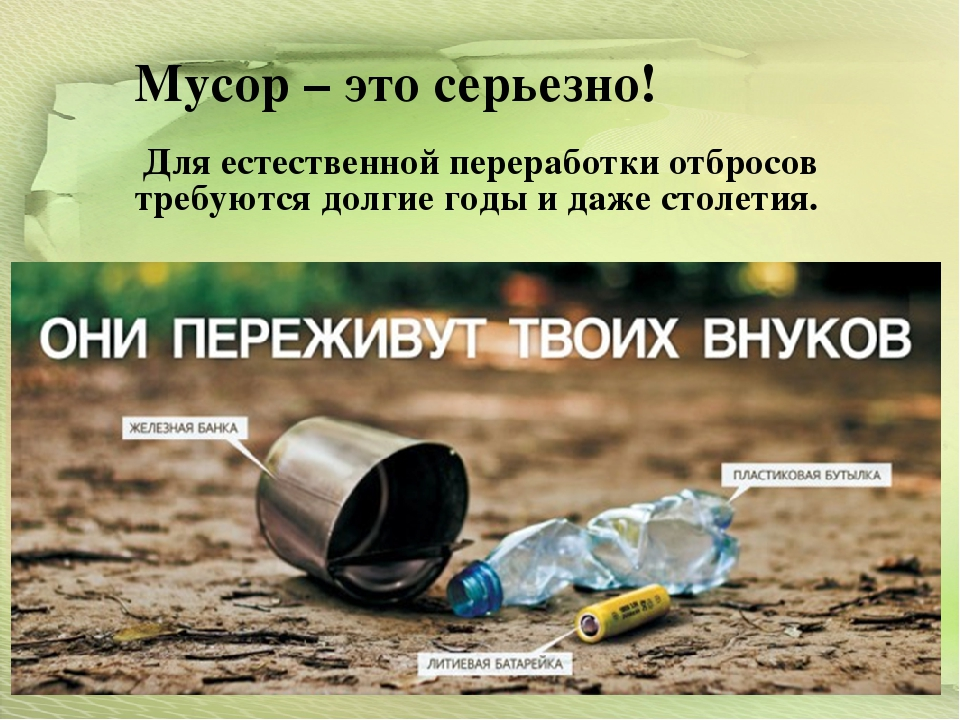 Мусор – это серьезно!
Для естественной переработки отбросов
требуются долгие годы и даже столетия.
ОНИ ПЕРЕЖИВУТ ТВОИХ ВНУКОВ
ЖЕЛЕЗНАЯ БАНКА
ПЛАСТИКОВАЯ БУТЫЛКА
ЛИТИЕВАЯ БАТАРЕЙКА